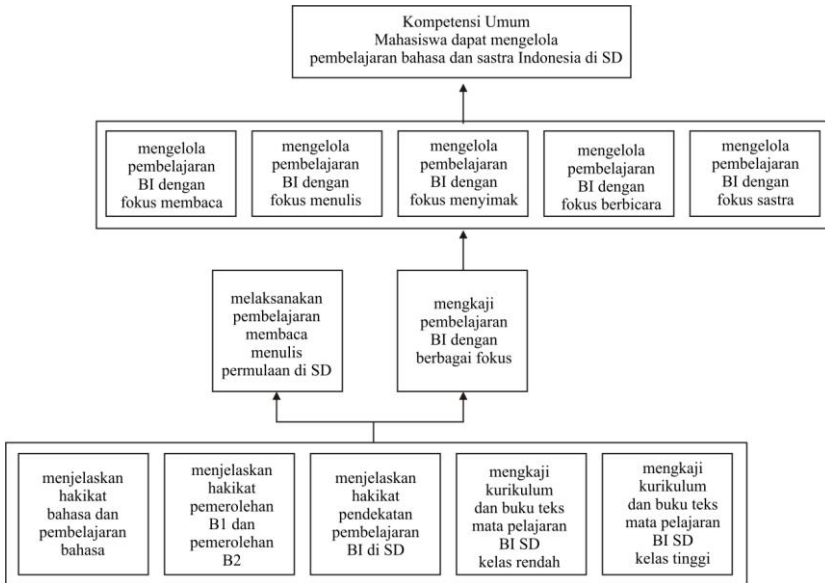 Kompetensi Umum
Mahasiswa dapat mengelola
pembelajaran bahasa dan sastra Indonesia di SD
mengelola
pembelajaran
BI dengan
fokus membaca
mengelola
pembelajaran
BI dengan
fokus menulis
mengelola
pembelajaran
BI dengan
fokus menyimak
mengelola
pembelajaran
BI dengan
fokus berbicara
mengelola
pembelajaran
BI dengan
fokus sastra
melaksanakan
pembelajaran
membaca
menulis
permulaan di SD
mengkaji
pembelajaran
BI dengan
berbagai fokus
menjelaskan
hakikat
bahasa dan
pembelajaran
bahasa
menjelaskan
hakikat
pemerolehan
B1 dan
pemerolehan
B2
menjelaskan
hakikat
pendekatan
pembelajaran
BI di SD
mengkaji
kurikulum
dan buku teks
mata pelajaran
BI SD
kelas rendah
mengkaji
kurikulum
dan buku teks
mata pelajaran
BI SD
kelas tinggi